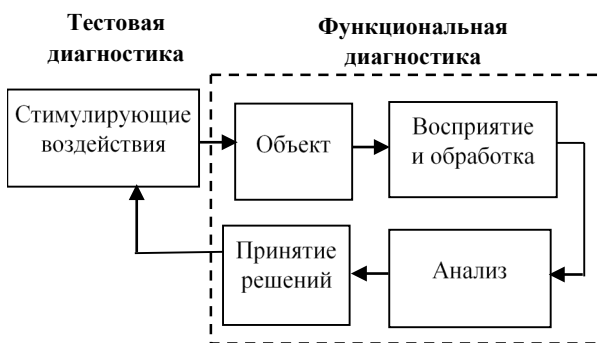 Тестовая
диагностика
Функциональная
диагностика
Стимулирующие
воздействия
Объект
Восприятие
и обработка
Принятие
решений
Анализ